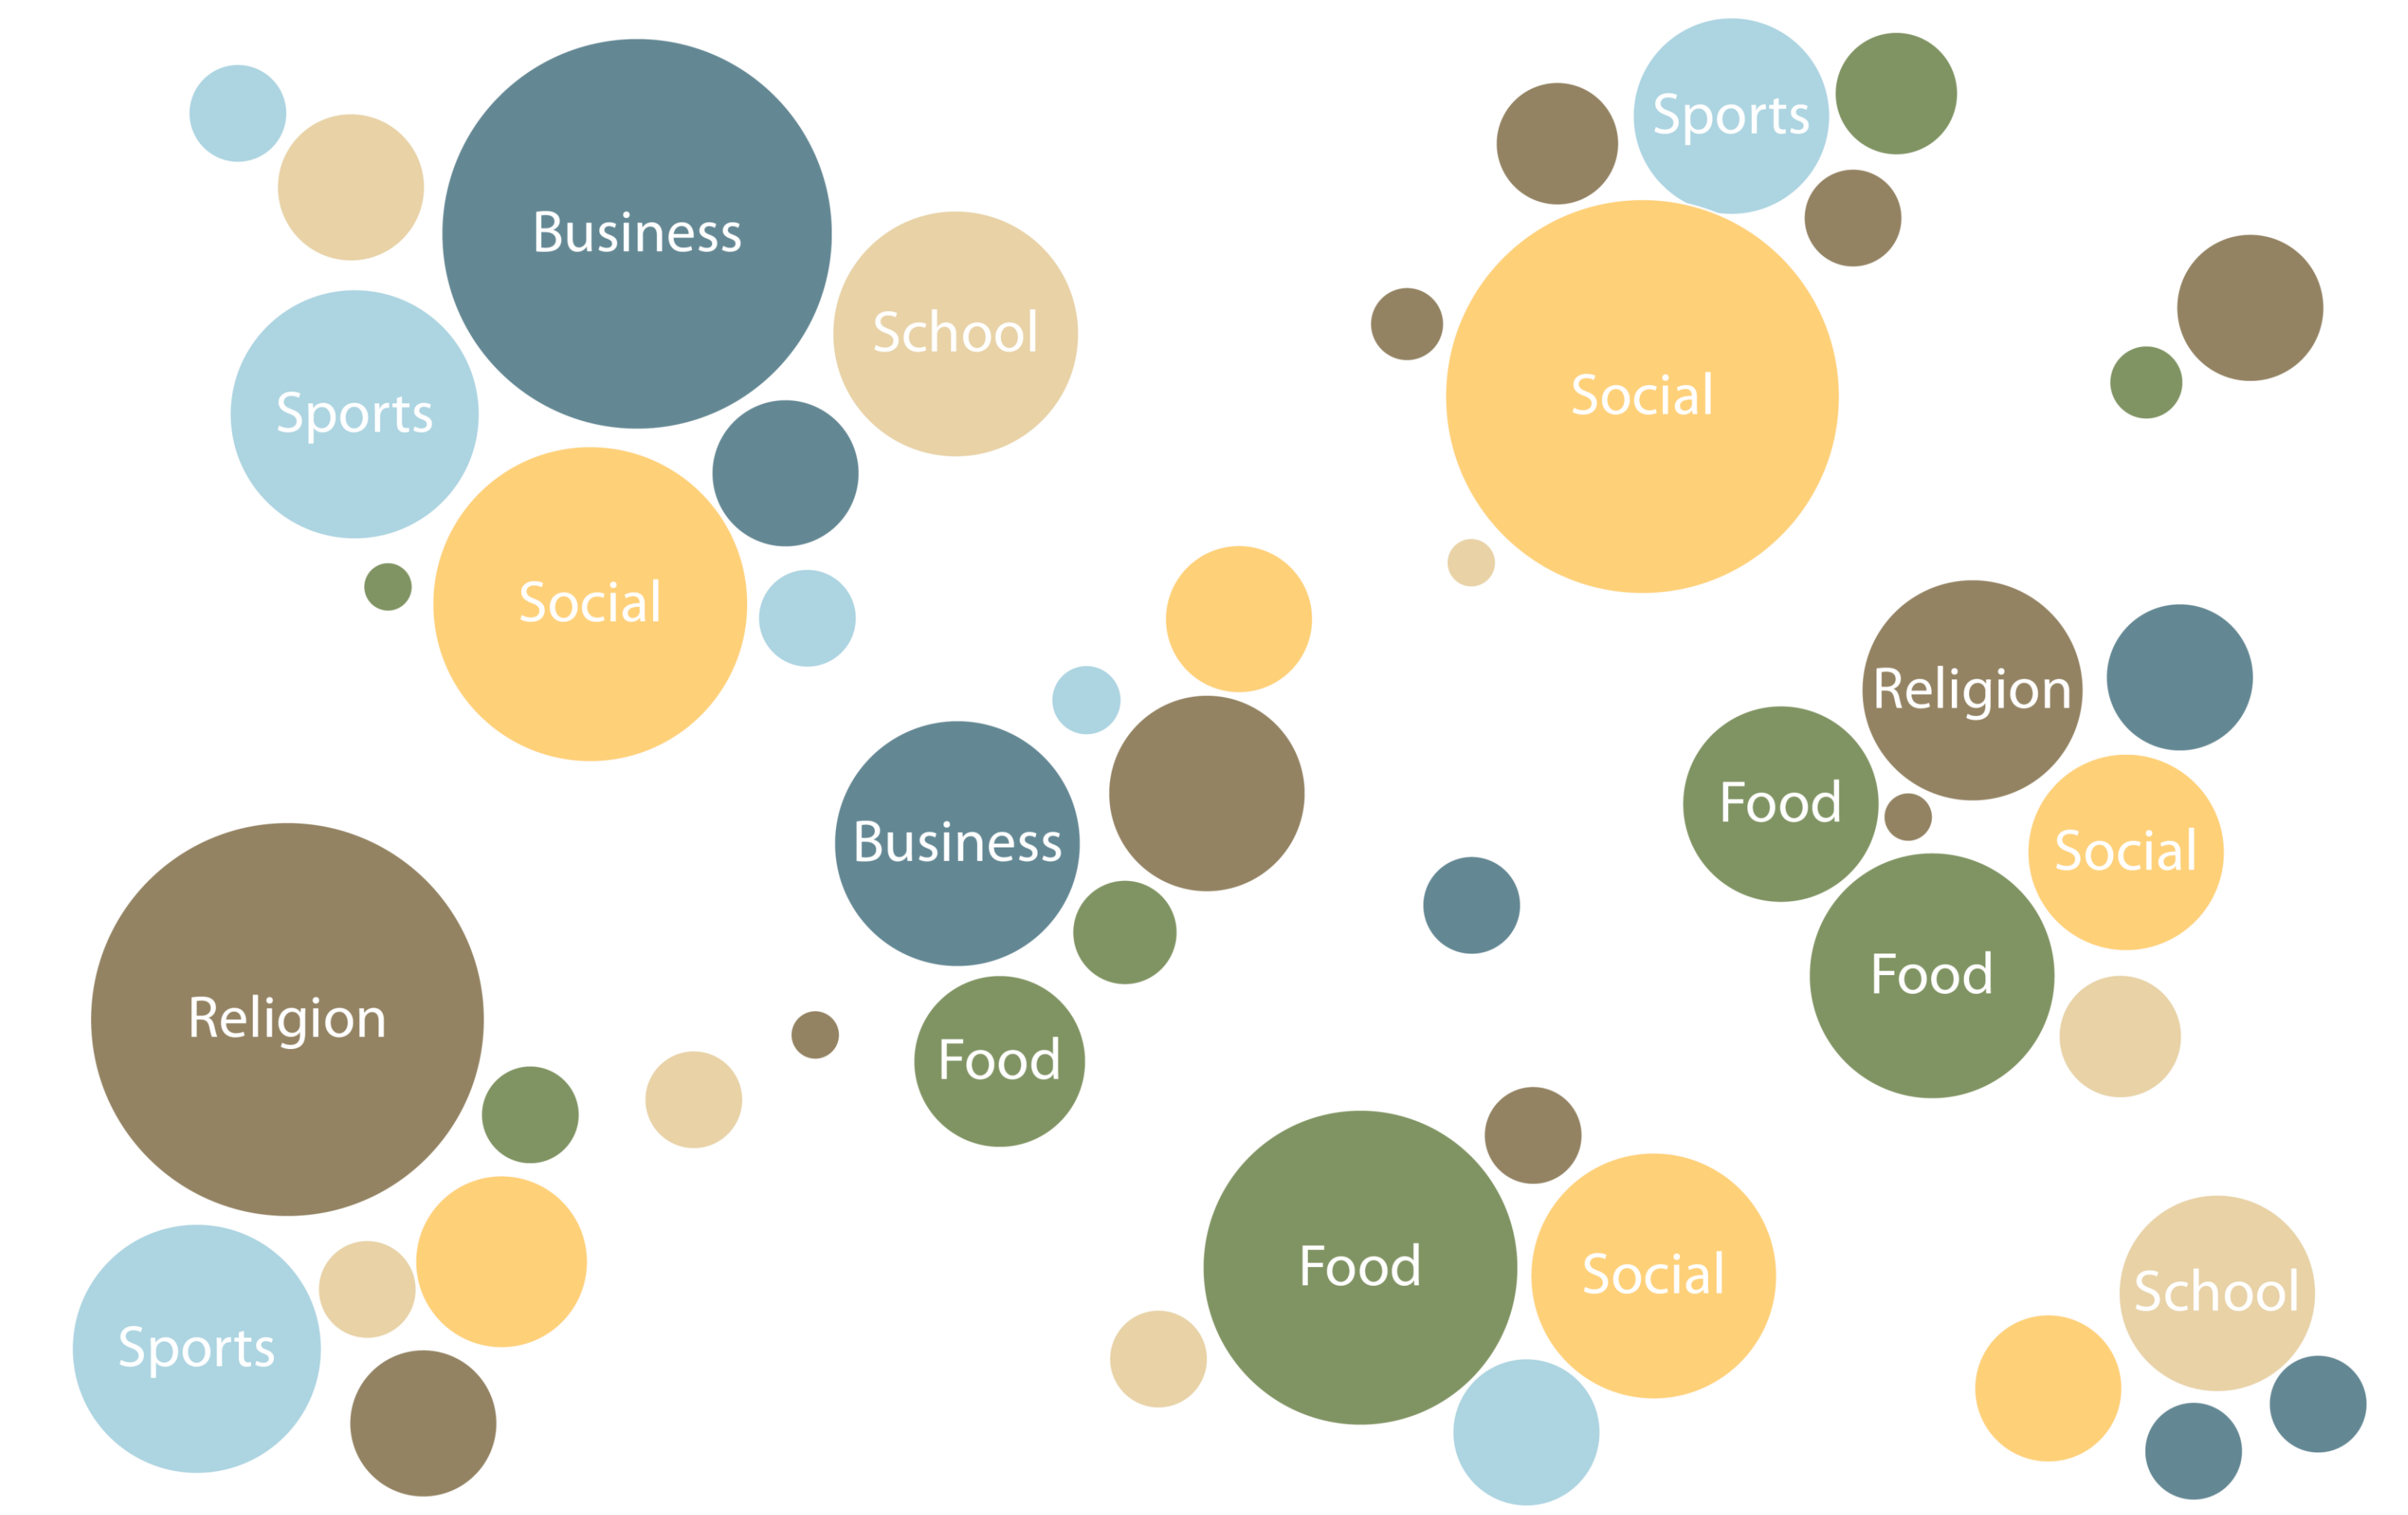 Business
School
Sports
Social
Sports
Social
Business
Food
Religion
Food
Social
Food
Religion
Sports
Food
Social
School